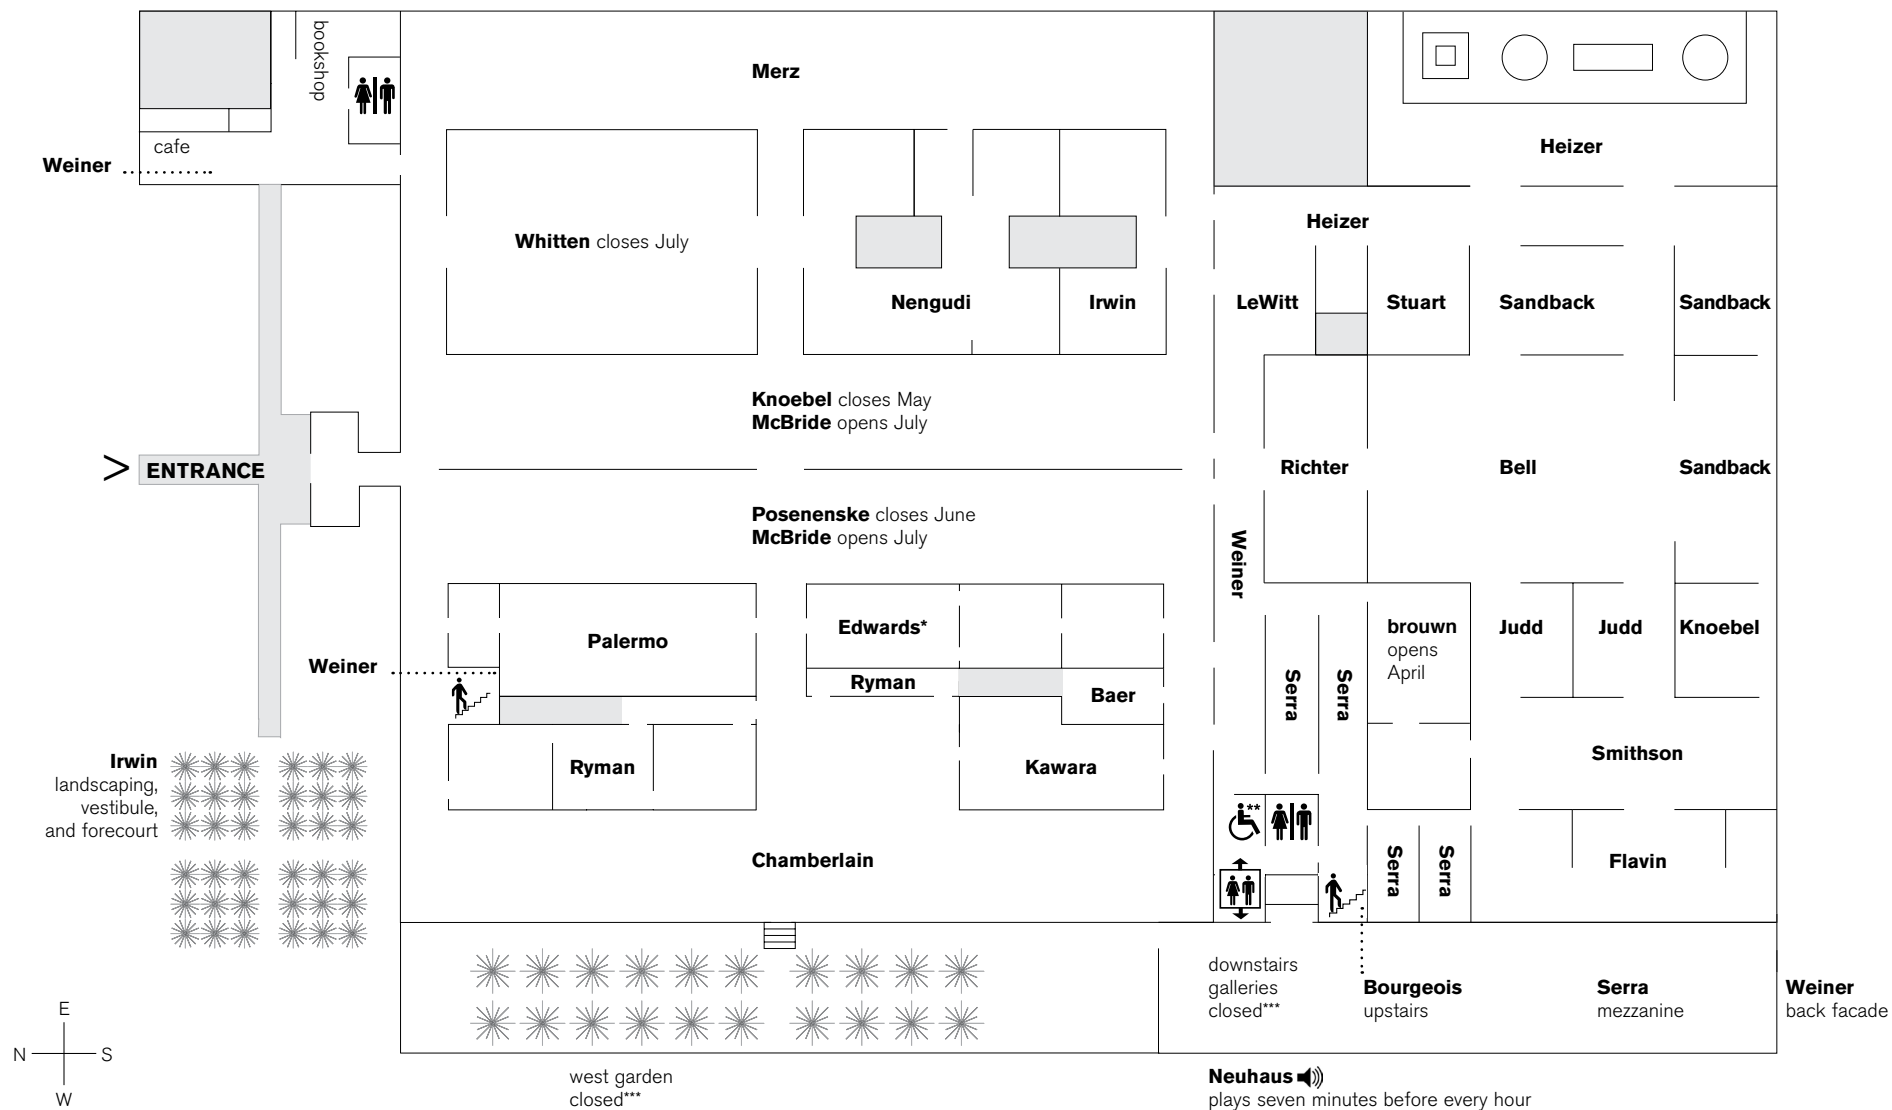 bookshop
Merz
cafe
Weiner
Heizer
Whitten closes July
Heizer
Nengudi
Irwin
LeWitt
Stuart
Sandback
Sandback
Knoebel closes May
McBride opens July
> ENTRANCE
Richter
Bell
Sandback
Posenenske closes June
McBride opens July
Weiner
Palermo
Edwards*
brouwn
opens
April
Judd
Judd
Knoebel
Weiner
Ryman
Baer
Serra
Serra
Irwin
landscaping,
vestibule,
and forecourt
Ryman
Kawara
Smithson
**
Chamberlain
Serra
Serra
Flavin
downstairs
galleries
closed***
Bourgeois
upstairs
Serra
mezzanine
Weiner
back facade
E
N
S
W
west garden
closed***
Neuhaus
plays seven minutes before every hour